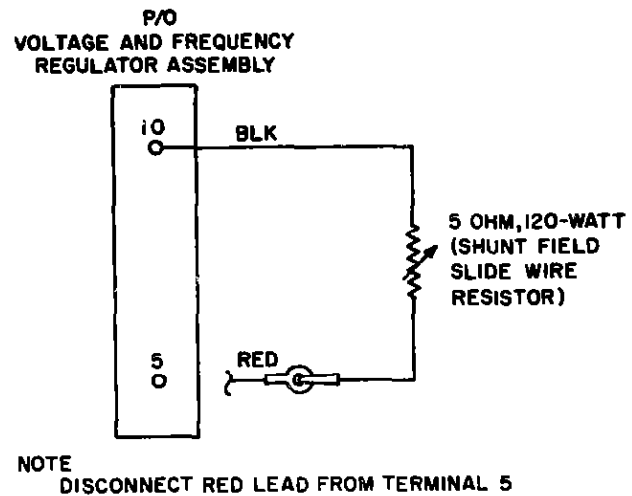 P/O
VOLTAGE AND FREQUENCY
REGULATOR ASSEMBLY
10
BLK
5 OHM, 120-WATT
(SHUNT FIELD
SLIDE WIRE
RESISTOR)
5
RED
NOTE
DISCONNECT RED LEAD FROM TERMINAL 5